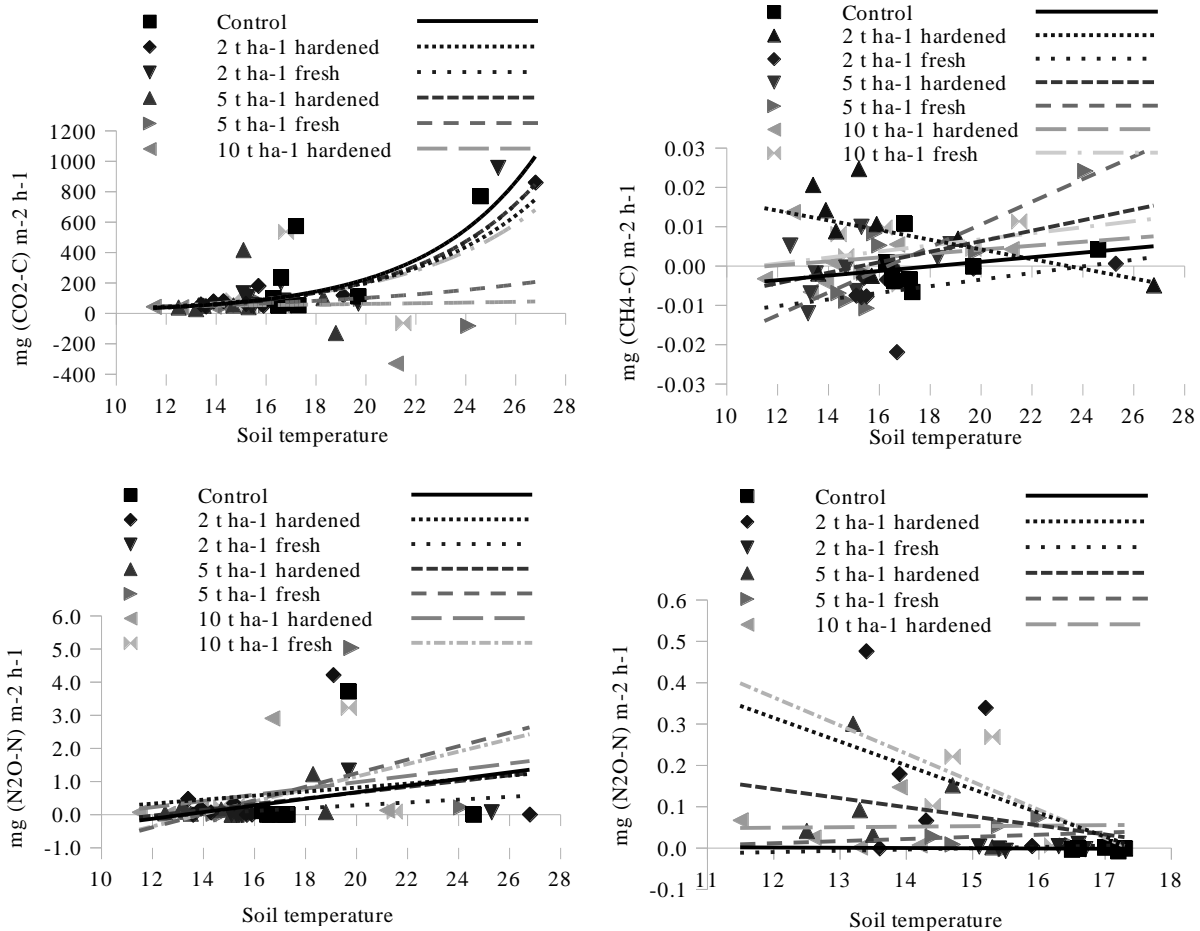 Control
2 t ha-1 hardened
2 t ha-1 fresh
5 t ha-1 hardened
5 t ha-1 fresh
10 t ha-1 hardened
1200
1000
800
600
400
200
0
-200
-400
10 12 14 16 18 20 22 24 26 28
Soil temperature
mg (CO2-C) m-2 h-1
Control
2 t ha-1 hardened
2 t ha-1 fresh
5 t ha-1 hardened
5 t ha-1 fresh
10 t ha-1 hardened
10 t ha-1 fresh
0.03
0.02
0.01
0.00
-0.01
-0.02
-0.03
10 12 14 16 18 20 22 24 26 28
Soil temperature
mg (CH4-C) m-2 h-1
Control
2 t ha-1 hardened
2 t ha-1 fresh
5 t ha-1 hardened
5 t ha-1 fresh
10 t ha-1 hardened
10 t ha-1 fresh
6.0
5.0
4.0
3.0
2.0
1.0
0.0
-1.0
10 12 14 16 18 20 22 24 26 28
Soil temperature
mg (N2O-N) m-2 h-1
Control
2 t ha-1 hardened
2 t ha-1 fresh
5 t ha-1 hardened
5 t ha-1 fresh
10 t ha-1 hardened
0.6
0.5
0.4
0.3
0.2
0.1
0.0
-0.1
11 12 13 14 15 16 17 18
Soil temperature
mg (N2O-N) m-2 h-1